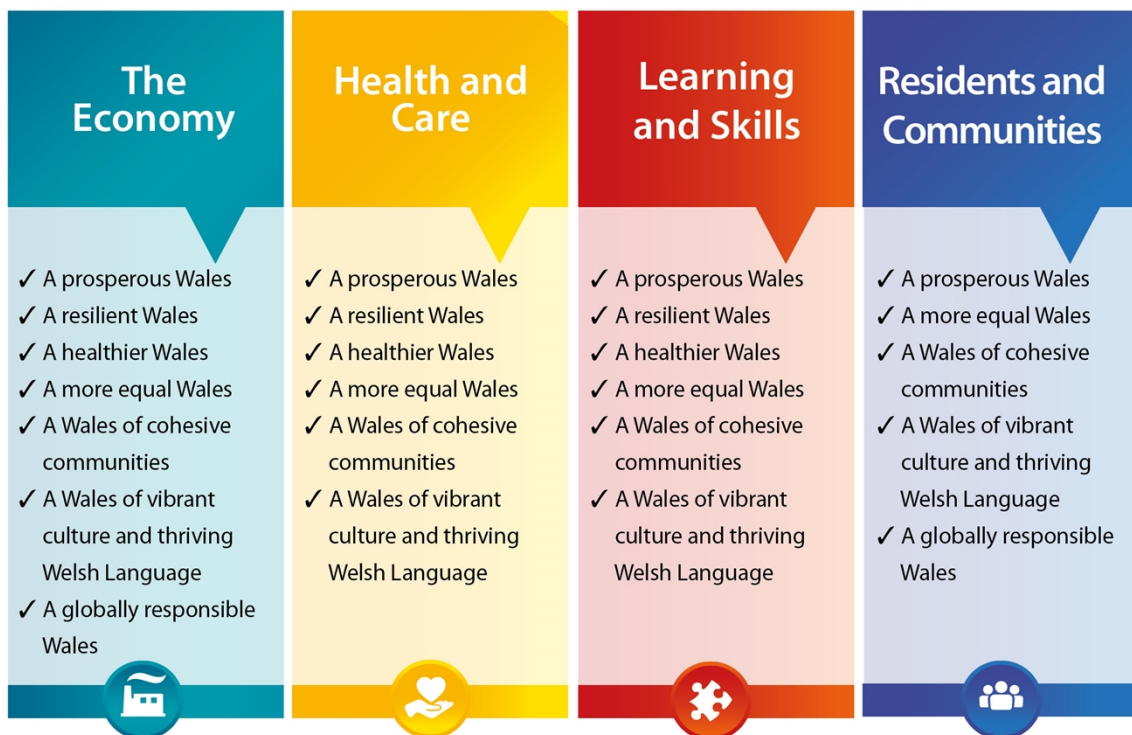 The
Economy
✓ A prosperous Wales
✓ A resilient Wales
✓ A healthier Wales
✓ A more equal Wales
✓ A Wales of cohesive
communities
✓ A Wales of vibrant
culture and thriving
Welsh Language
✓ A globally responsible
Wales
Health and
Care
✓ A prosperous Wales
✓ A resilient Wales
✓ A healthier Wales
✓ A more equal Wales
✓ A Wales of cohesive
communities
✓ A Wales of vibrant
culture and thriving
Welsh Language
Learning
and Skills
✓ A prosperous Wales
✓ A resilient Wales
✓ A healthier Wales
✓ A more equal Wales
✓ A Wales of cohesive
communities
✓ A Wales of vibrant
culture and thriving
Welsh Language
Residents and
Communities
✓ A prosperous Wales
✓ A more equal Wales
✓ A Wales of cohesive
communities
✓ A Wales of vibrant
culture and thriving
Welsh Language
✓ A globally responsible
Wales